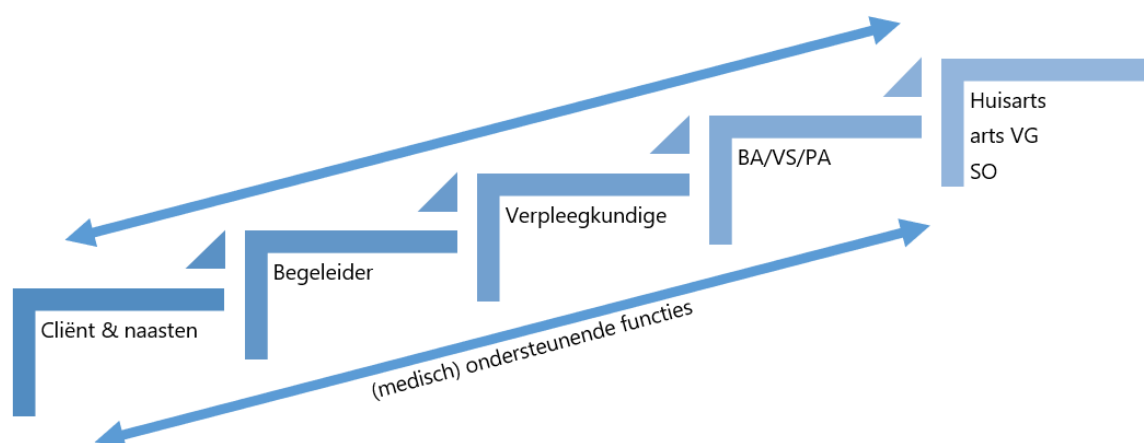 Huisarts
arts VG
SO
BA/VS/PA
Verpleegkundige
Begeleider
Cliënt & naasten
(medisch) ondersteunende functies